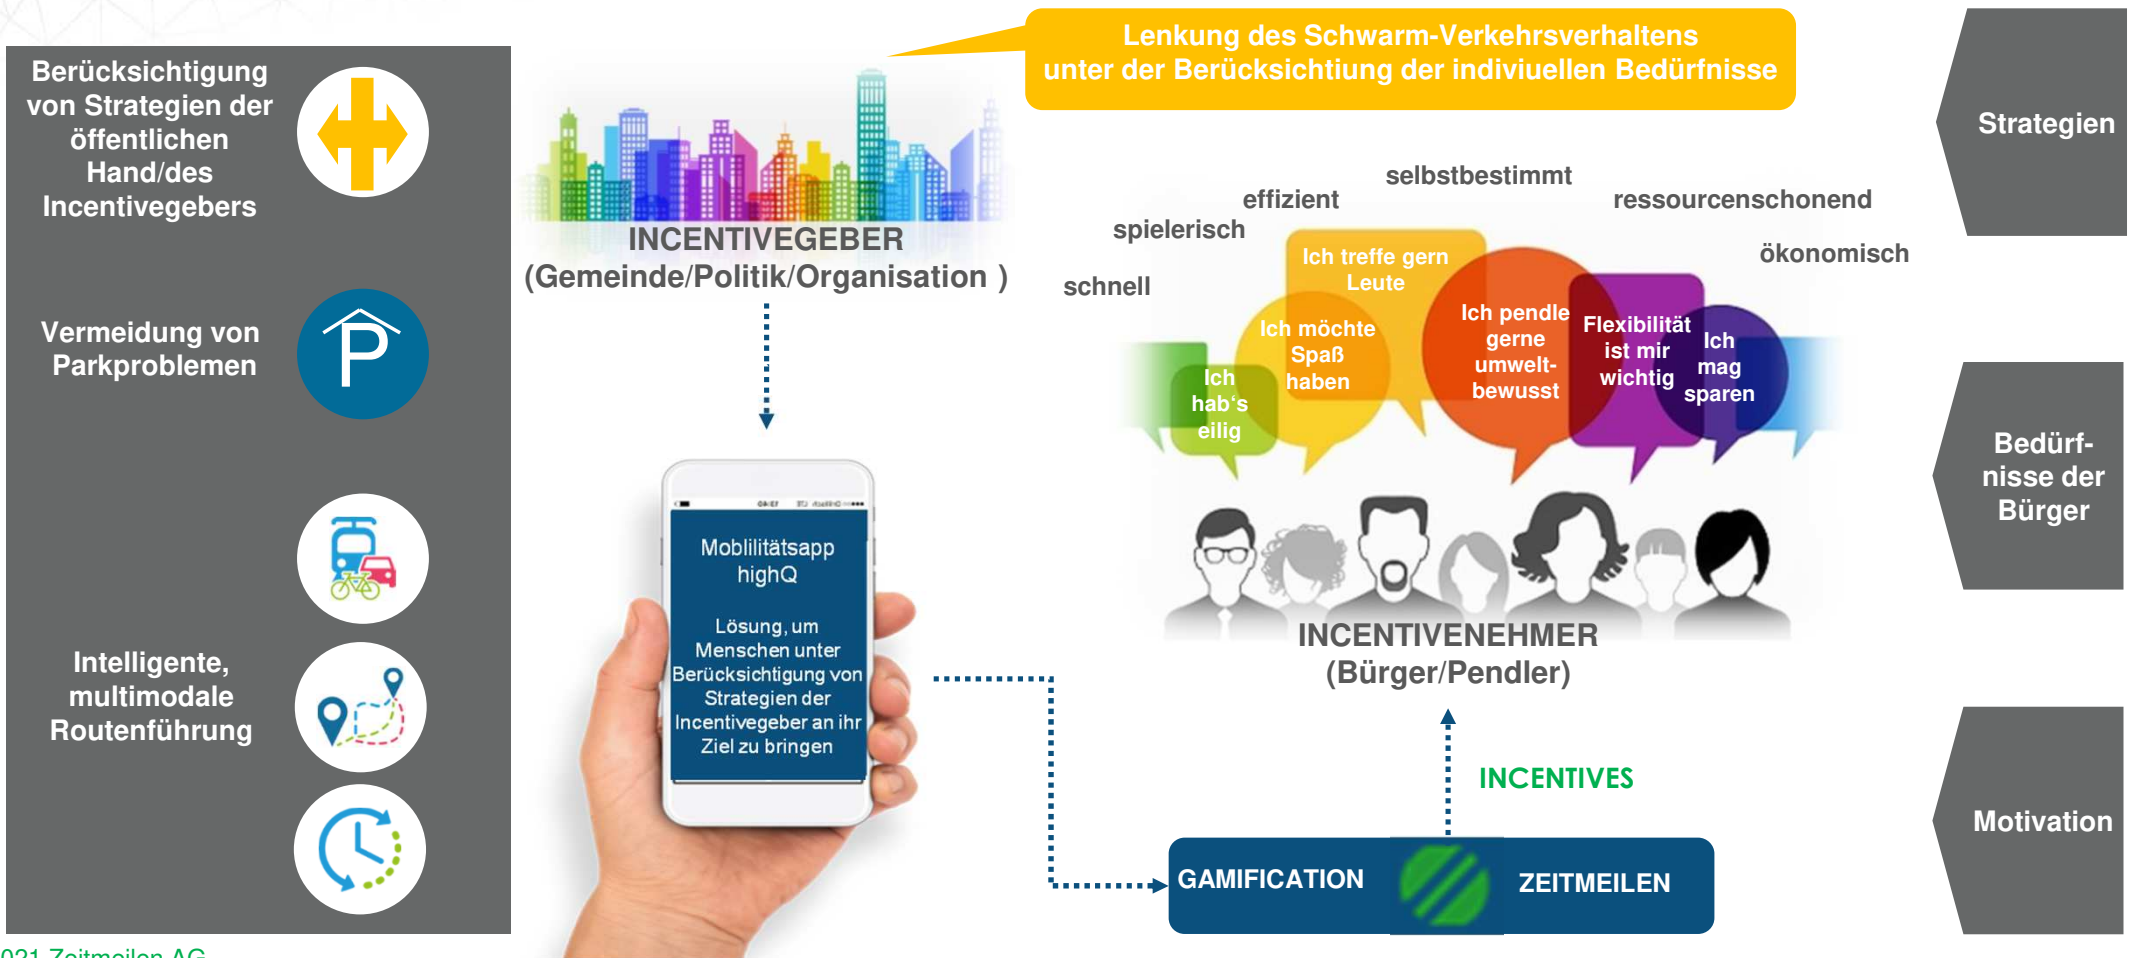 Lenkung des Schwarm-Verkehrsverhaltens
unter der Berücksichtiung der indiviuellen Bedürfnisse
Berücksichtigung
von Strategien der
öffentlichen
Hand/des
Incentivegebers
Vermeidung von
Parkproblemen
P
Intelligente,
multimodale
Routenführung
INCENTIVEGEBER
(Gemeinde/Politik/Organisation )
Moblilitätsapp
highQ
Lösung, um
Menschen unter
Berücksichtigung von
Strategien der
Incentivegeber an ihr
Ziel zu bringen
schnell
spielerisch
effizient
selbstbestimmt
ressourcenschonend
ökonomisch
Ich
hab‘s
eilig
Ich möchte
Spaß
haben
Ich treffe gern
Leute
Ich pendle
gerne
umwelt-
bewusst
Flexibilität
ist mir
wichtig
Ich
mag
sparen
INCENTIVENEHMER
(Bürger/Pendler)
INCENTIVES
GAMIFICATION
ZEITMEILEN
Strategien
Bedürf-
nisse der
Bürger
Motivation
021 Zeitmeilen AG